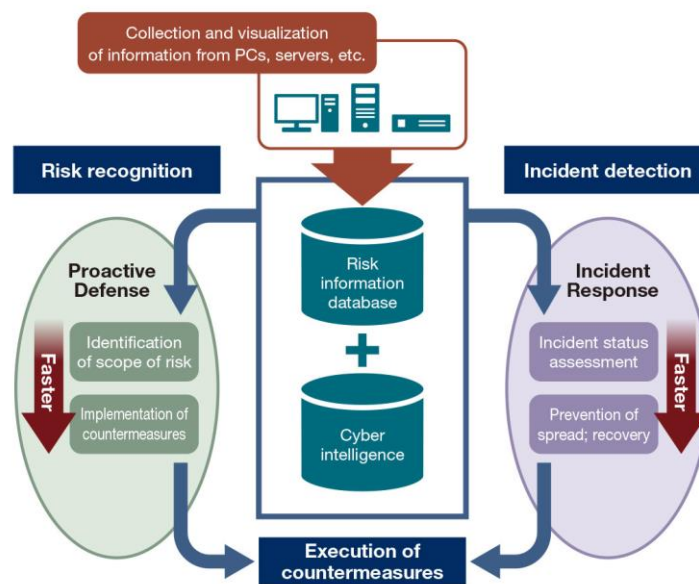 Collection and visualization
of information from PCs, servers, etc.
Risk recognition
Incident detection
Proactive
Defense
Faster
Identification
of scope of risk
Implementation of
countermeasures
Risk
information
database
+
Cyber
intelligence
Incident
Response
Incident status
assessment
Prevention of
spread; recovery
Faster
Execution of
countermeasures